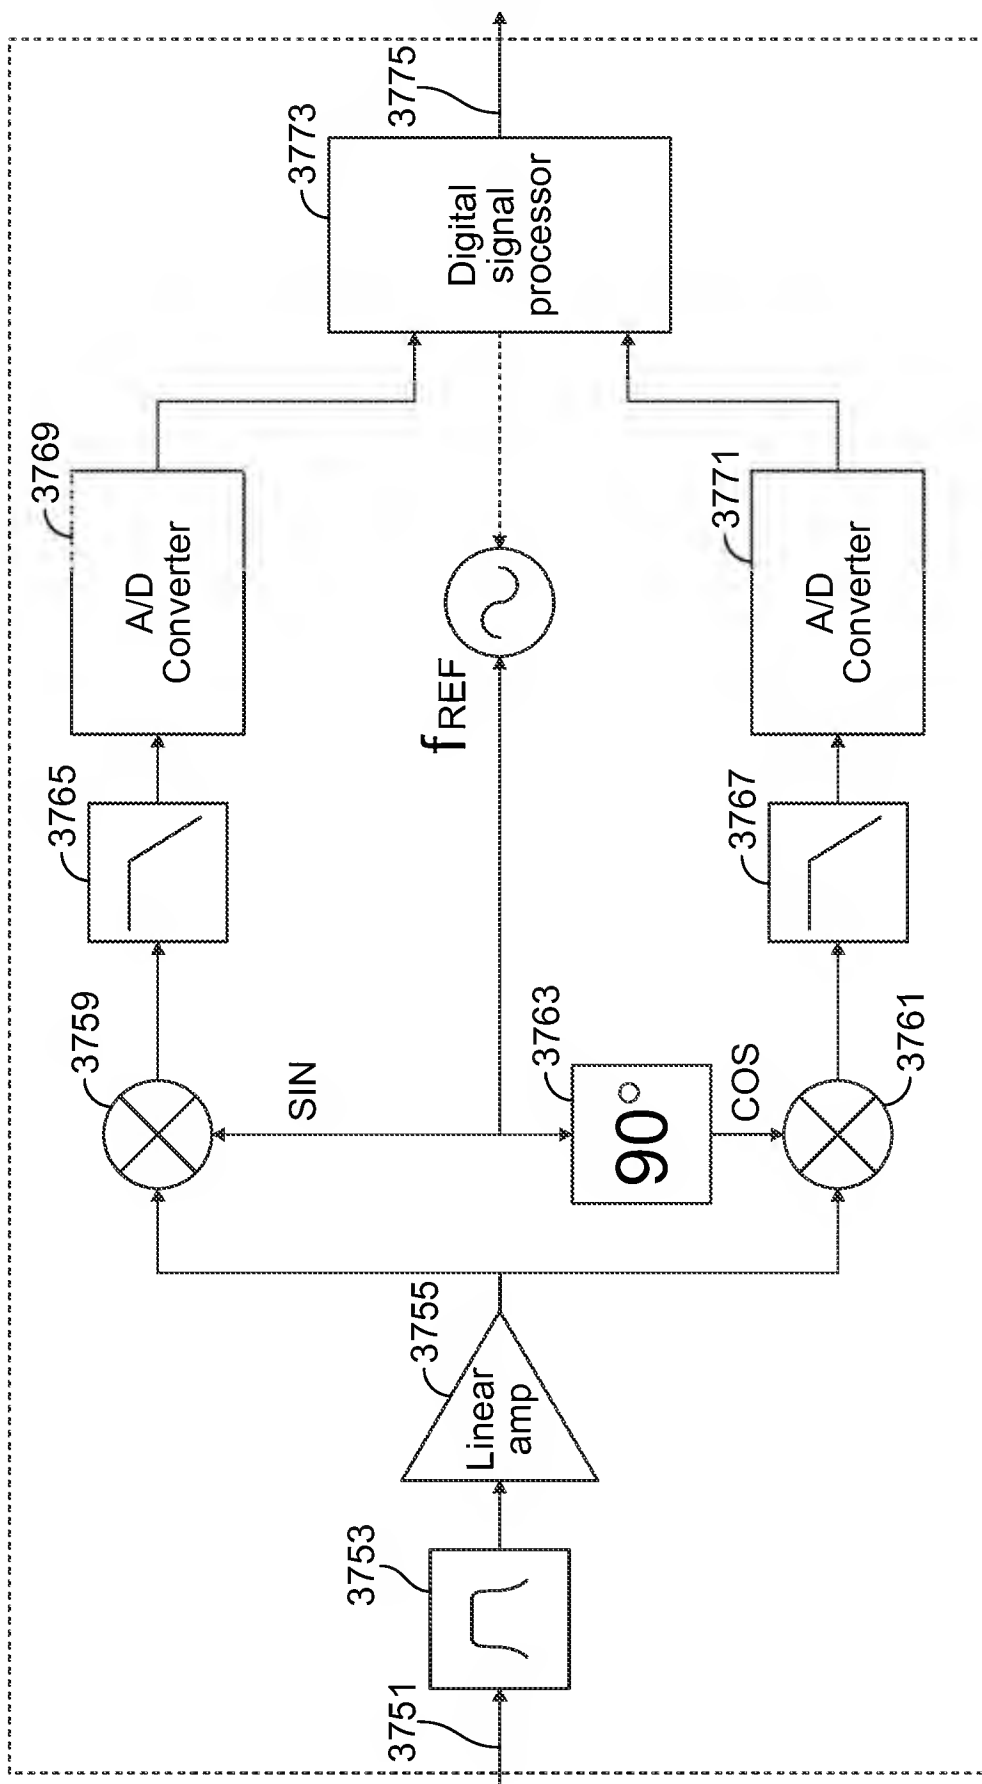 3751
3753
Linear
amp
3755
3759
SIN
3763
90°
COS
3761
3765
3767
fREF
3769
A/D
Converter
3771
A/D
Converter
3773
Digital
signal
processor
3775